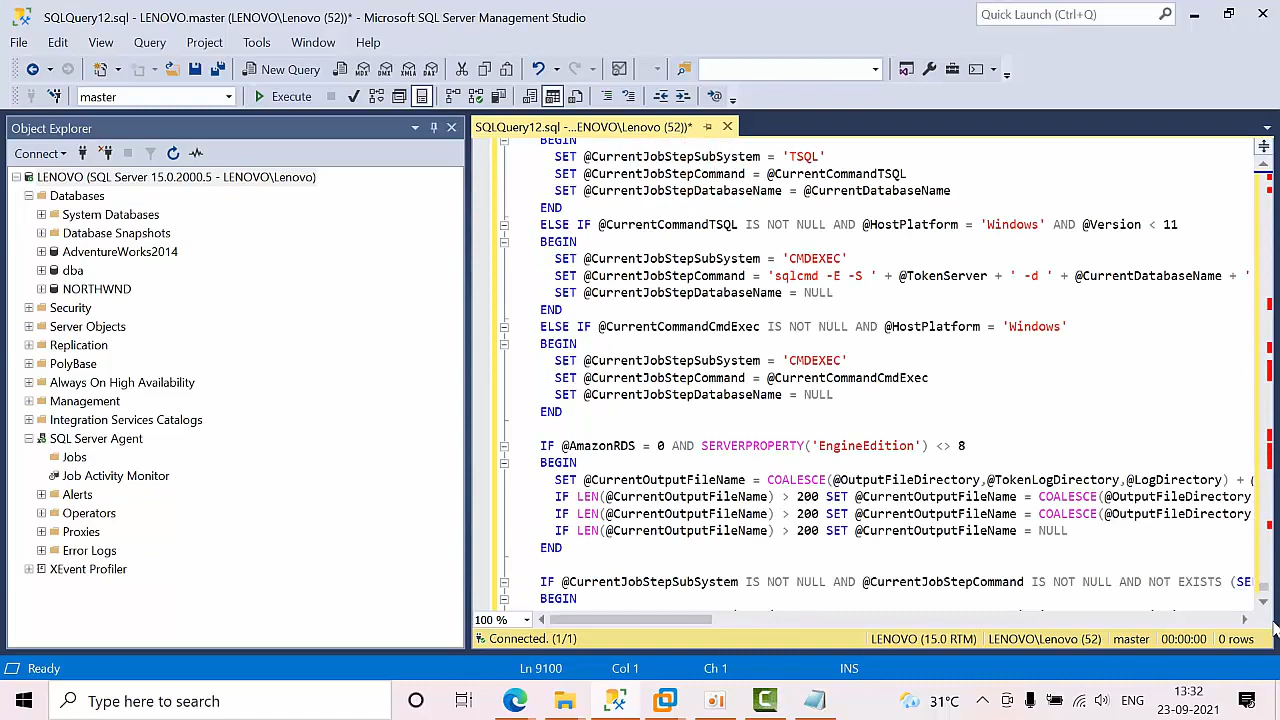 SQLQuery12.sql - LENOVO.master (LENOVO\Lenovo (52))* - Microsoft SQL Server Management Studio
Quick Launch (Ctrl+Q)
File Edit View Query Project Tools Window Help
New Query
MDX DMX XMLA DAX
master
Execute
Object Explorer
SQLQuery12.sql -...ENOVO\Lenovo (52))*
Connect
LENOVO (SQL Server 15.0.2000.5 - LENOVO\Lenovo)
Databases
System Databases
Database Snapshots
AdventureWorks2014
dba
NORTHWND
Security
Server Objects
Replication
PolyBase
Always On High Availability
Management
Integration Services Catalogs
SQL Server Agent
Jobs
Job Activity Monitor
Alerts
Operators
Proxies
Error Logs
XEvent Profiler
BEGIN
SET @CurrentJobStepSubSystem = 'TSQL'
SET @CurrentJobStepCommand = @CurrentCommandTSQL
SET @CurrentJobStepDatabaseName = @CurrentDatabaseName
END
ELSE IF @CurrentCommandTSQL IS NOT NULL AND @HostPlatform = 'Windows' AND @Version < 11
BEGIN
SET @CurrentJobStepSubSystem = 'CMDEXEC'
SET @CurrentJobStepCommand = 'sqlcmd -E -S ' + @TokenServer + ' -d ' + @CurrentDatabaseName + '
SET @CurrentJobStepDatabaseName = NULL
END
ELSE IF @CurrentCommandCmdExec IS NOT NULL AND @HostPlatform = 'Windows'
BEGIN
SET @CurrentJobStepSubSystem = 'CMDEXEC'
SET @CurrentJobStepCommand = @CurrentCommandCmdExec
SET @CurrentJobStepDatabaseName = NULL
END
IF @AmazonRDS = 0 AND SERVERPROPERTY('EngineEdition') <> 8
BEGIN
SET @CurrentOutputFileName = COALESCE(@OutputFileDirectory,@TokenLogDirectory,@LogDirectory) +
IF LEN(@CurrentOutputFileName) > 200 SET @CurrentOutputFileName = COALESCE(@OutputFileDirectory
IF LEN(@CurrentOutputFileName) > 200 SET @CurrentOutputFileName = COALESCE(@OutputFileDirectory
IF LEN(@CurrentOutputFileName) > 200 SET @CurrentOutputFileName = NULL
END
IF @CurrentJobStepSubSystem IS NOT NULL AND @CurrentJobStepCommand IS NOT NULL AND NOT EXISTS (SE
BEGIN
100 %
Connected. (1/1)
LENOVO (15.0 RTM) LENOVO\Lenovo (52) master 00:00:00 0 rows
Ready Ln 9100 Col 1 Ch 1 INS
Type here to search
31°C
ENG
13:32
23-09-2021